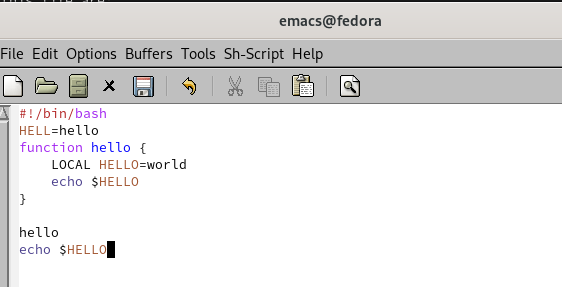 emacs@fedora
File Edit Options Buffers Tools Sh-Script Help
#!/bin/bash
HELL=hello
function hello {
    LOCAL HELLO=world
    echo $HELLO
}
hello
echo $HELLO